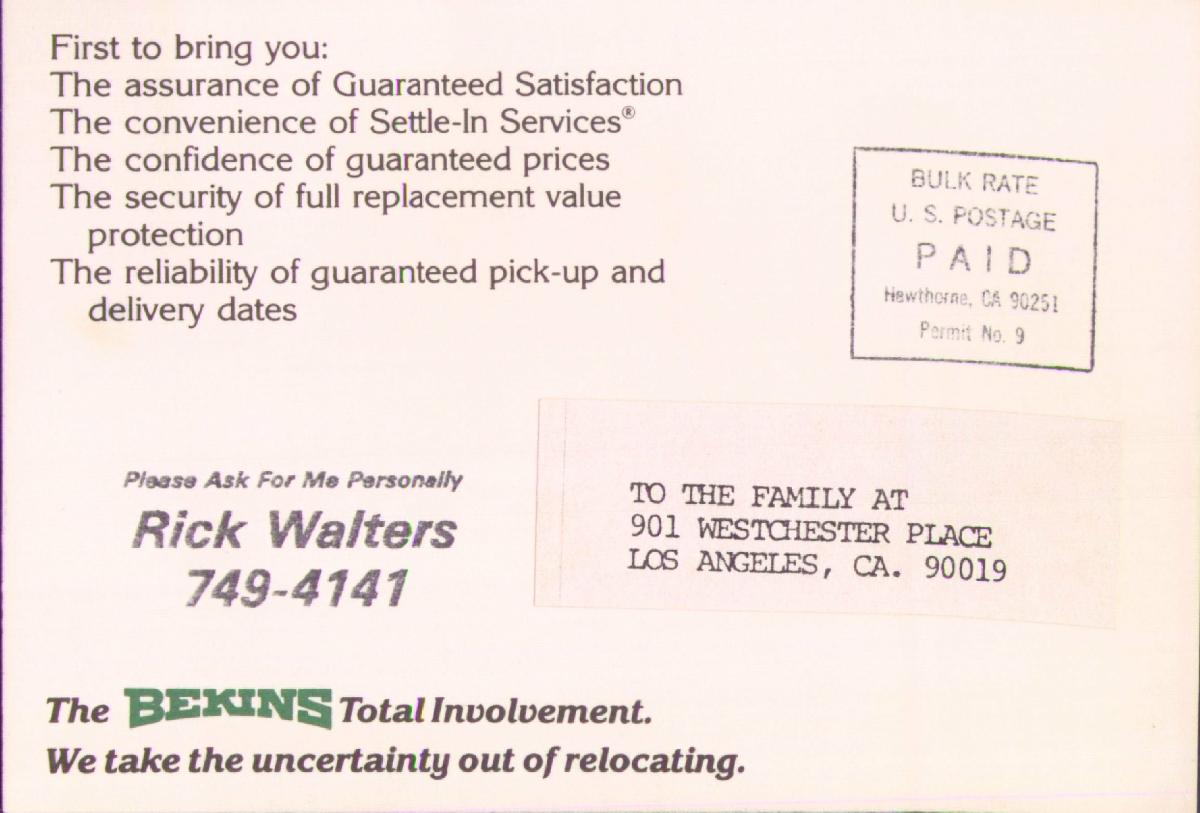 First to bring you:
The assurance of Guaranteed Satisfaction
The convenience of Settle-In Services®
The confidence of guaranteed prices
The security of full replacement value
protection
The reliability of guaranteed pick-up and
delivery dates
BULK RATE
U. S. POSTAGE
PAID
Hawthorne, CA 90251
Permit No. 9
Please Ask For Me Personally
Rick Walters
749-4141
TO THE FAMILY AT
901 WESTCHESTER PLACE
LOS ANGELES, CA. 90019
The BEKINS Total Involvement.
We take the uncertainty out of relocating.